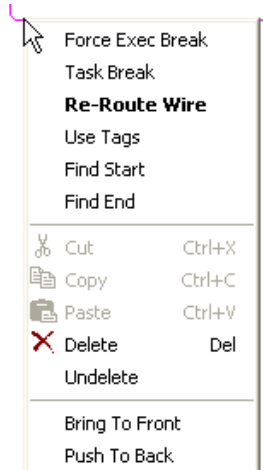 Force Exec Break
Task Break
Re-Route Wire
Use Tags
Find Start
Find End
Cut Ctrl+X
Copy Ctrl+C
Paste Ctrl+V
Delete Del
Undelete
Bring To Front
Push To Back